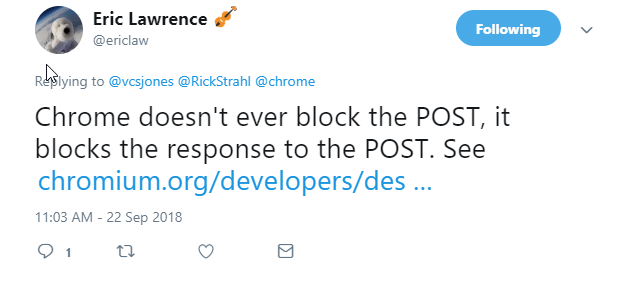 Eric Lawrence 🎻
@ericlaw
Following
Replying to @vcsjones @RickStrahl @chrome
Chrome doesn't ever block the POST, it
blocks the response to the POST. See
chromium.org/developers/des ...
11:03 AM - 22 Sep 2018
1